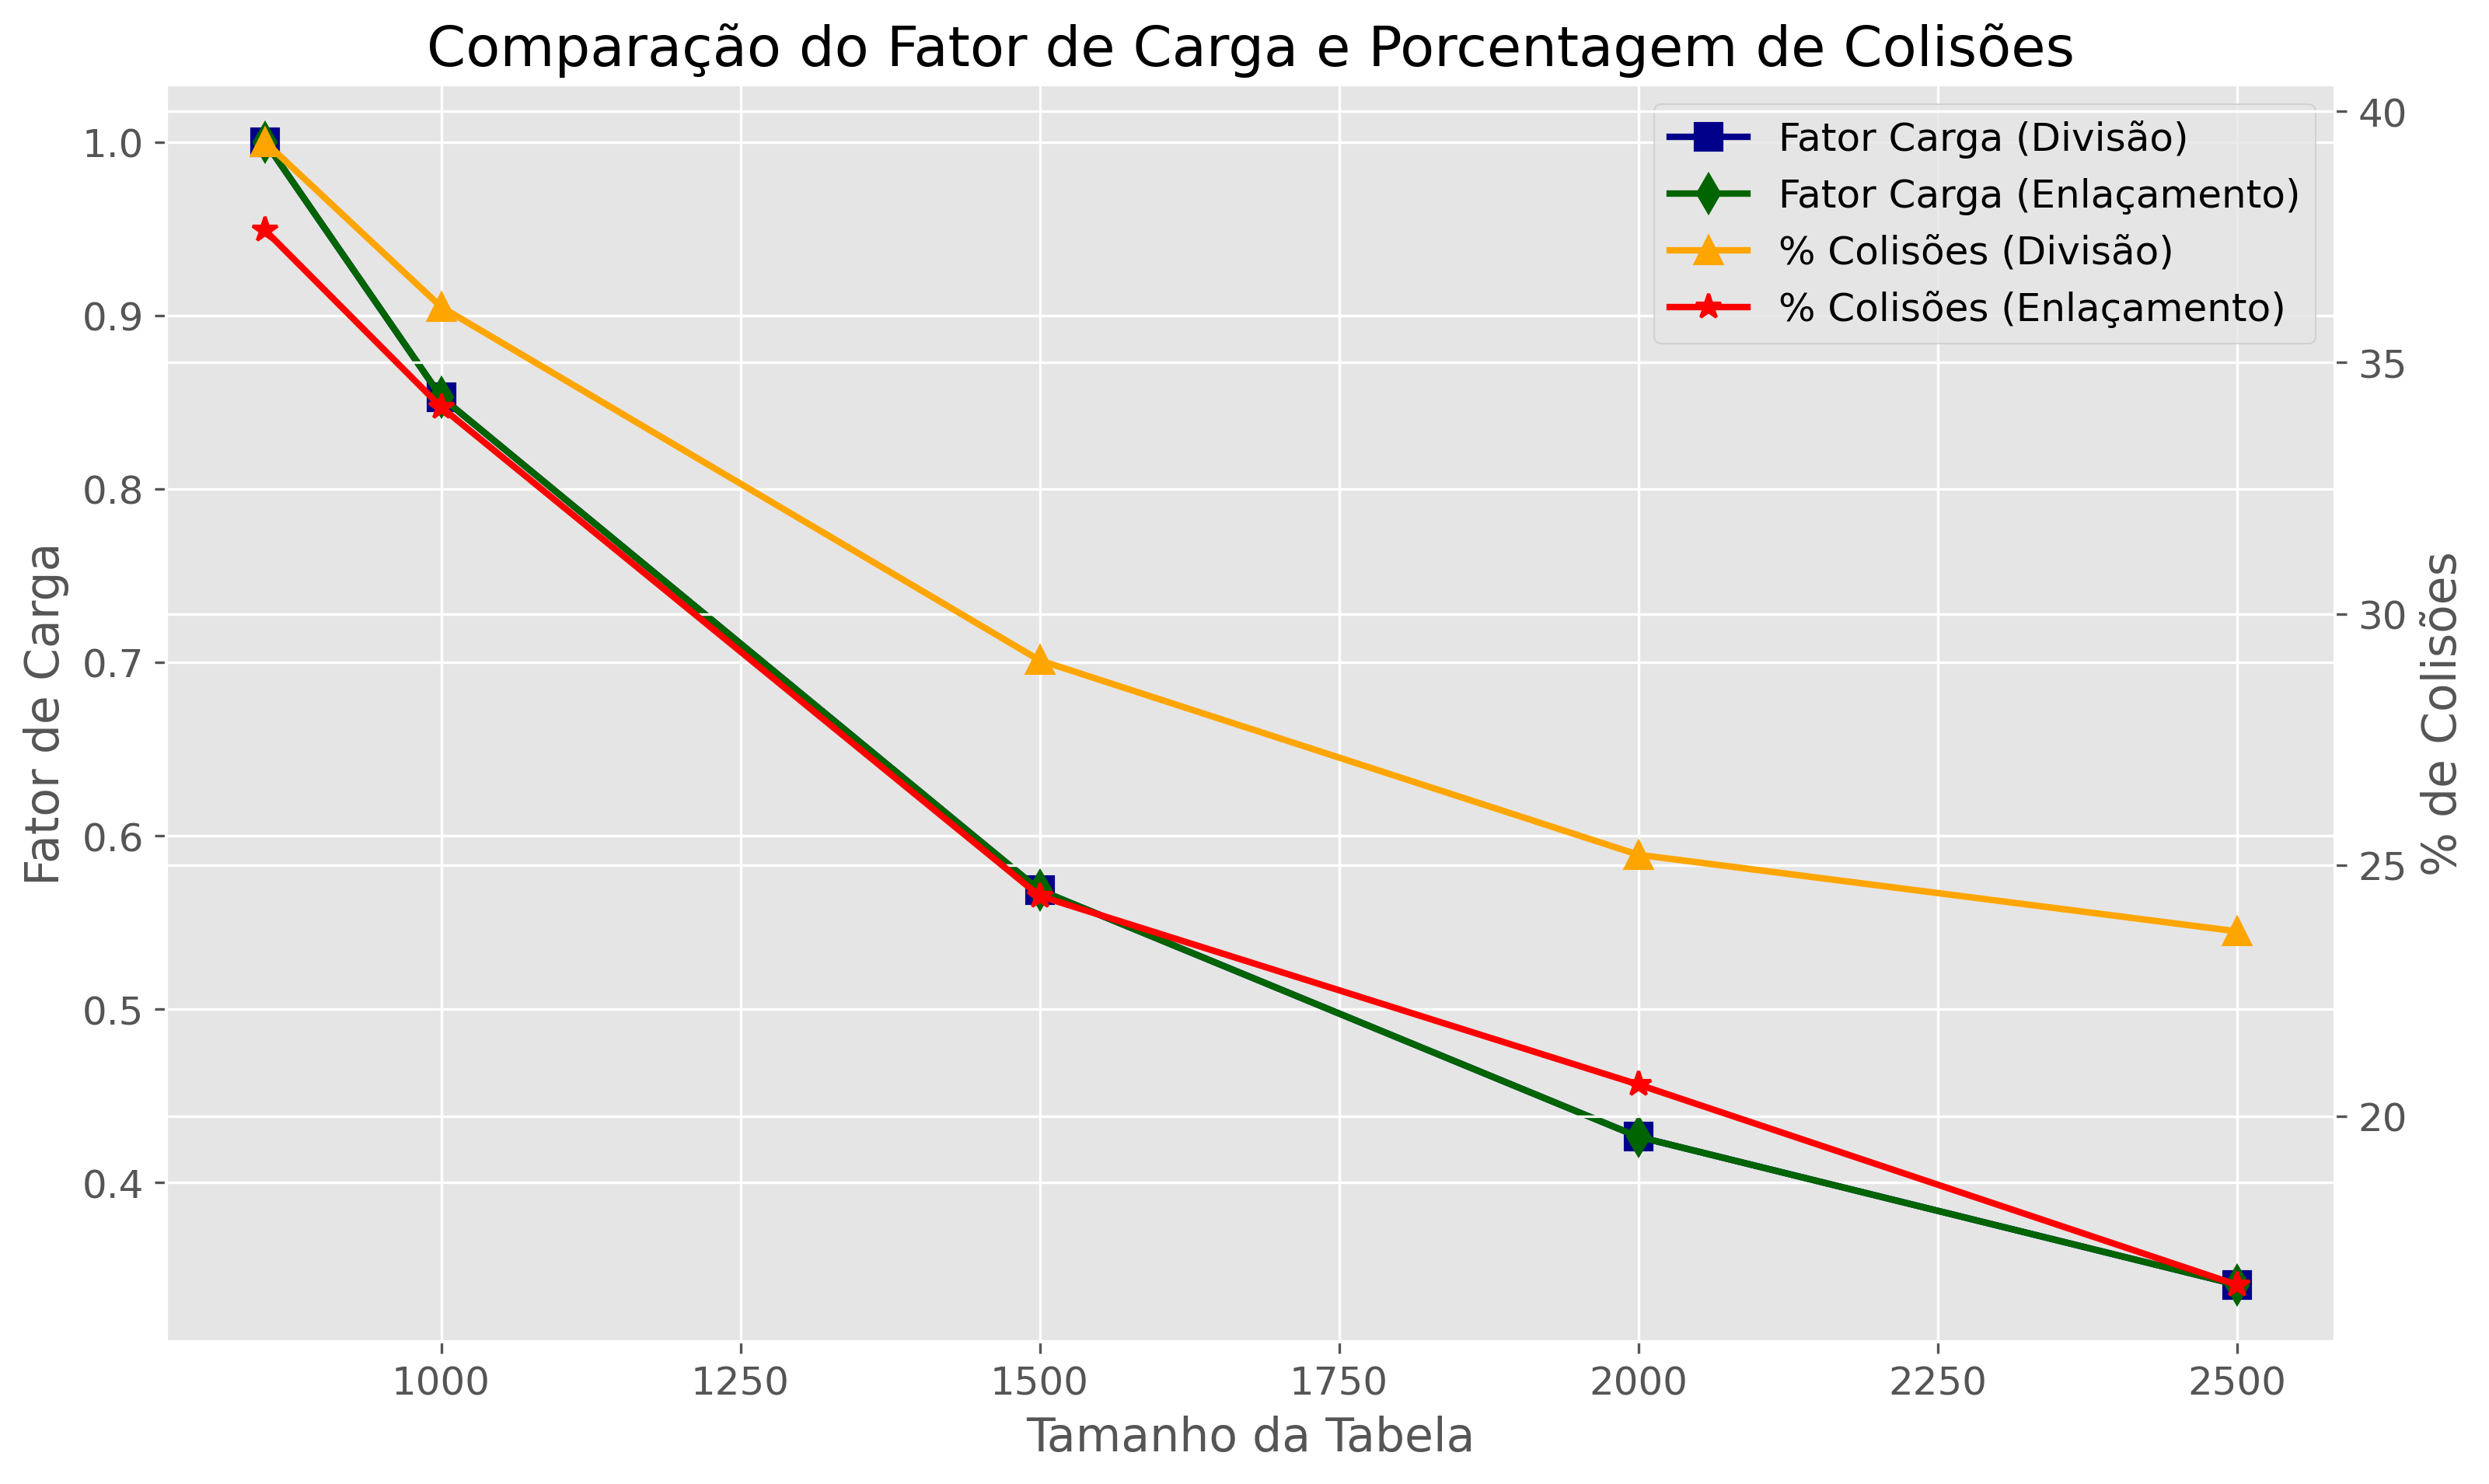 Comparação do Fator de Carga e Porcentagem de Colisões
Fator Carga (Divisão)
Fator Carga (Enlaçamento)
% Colisões (Divisão)
% Colisões (Enlaçamento)
Fator de Carga
1.0
0.9
0.8
0.7
0.6
0.5
0.4
% de Colisões
40
35
30
25
20
1000 1250 1500 1750 2000 2250 2500
Tamanho da Tabela